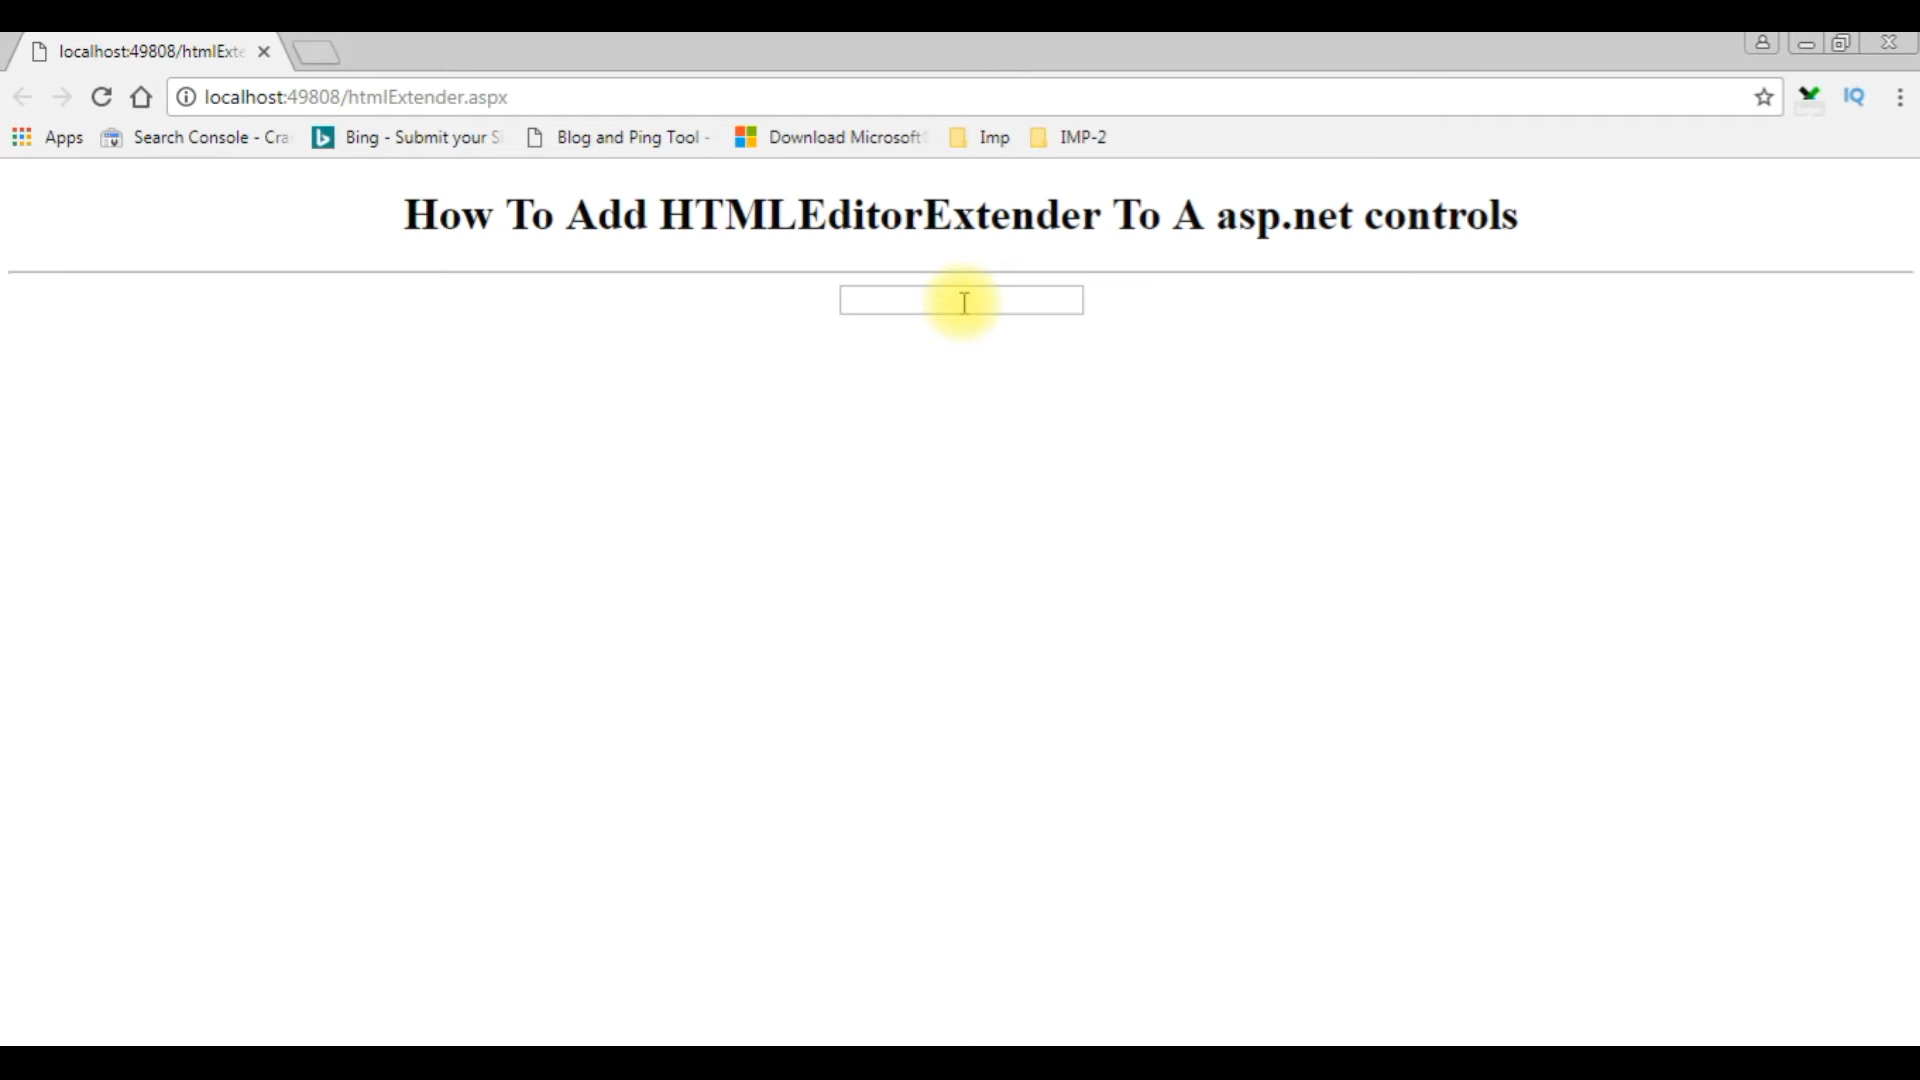 localhost:49808/htmlExte
localhost:49808/htmlExtender.aspx
IQ
Apps
Search Console - Cra
Bing - Submit your S
Blog and Ping Tool -
Download Microsoft
Imp
IMP-2
How To Add HTMLEditorExtender To A asp.net controls